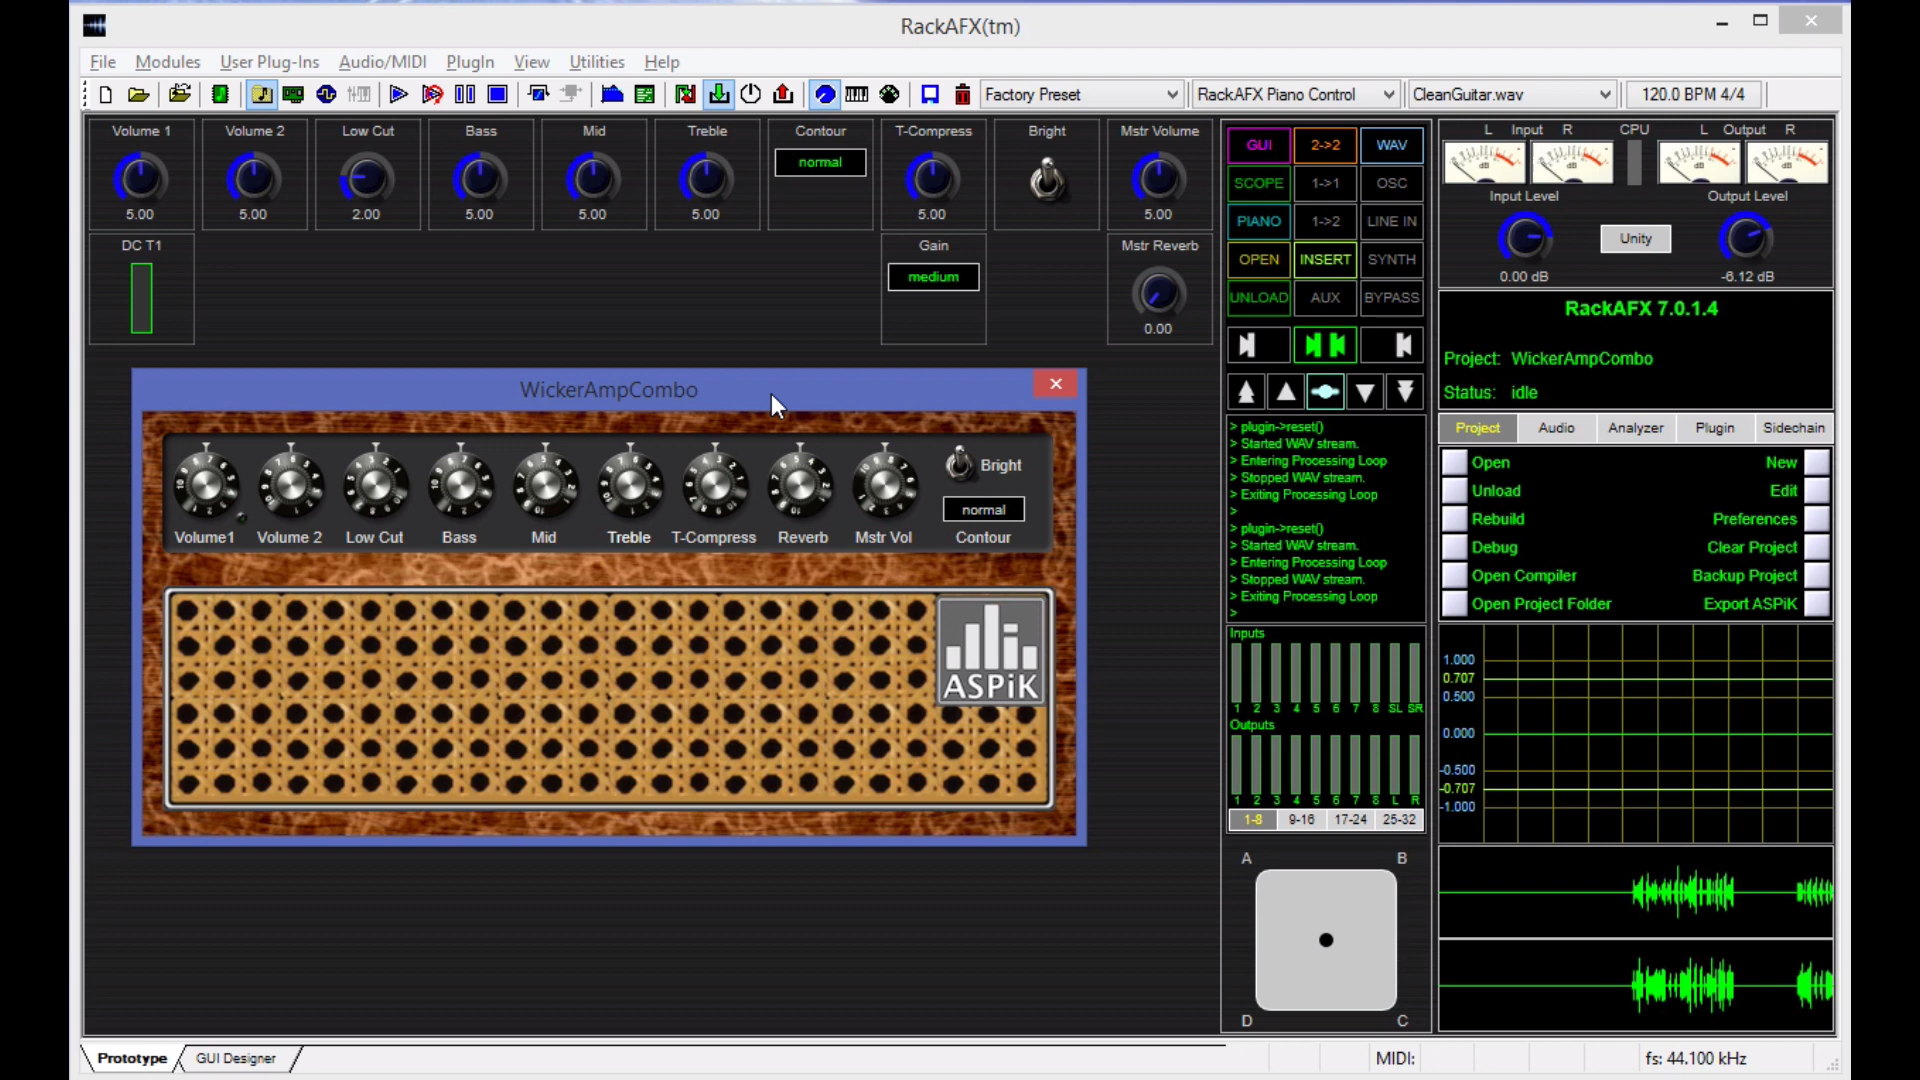 RackAFX(tm)
File Modules User Plug-Ins Audio/MIDI PlugIn View Utilities Help
Factory Preset RackAFX Piano Control CleanGuitar.wav 120.0 BPM 4/4
Volume 1 Volume 2 Low Cut Bass Mid Treble Contour T-Compress Bright Mstr Volume
normal
5.00 5.00 2.00 5.00 5.00 5.00 5.00 5.00
DC T1 Gain Mstr Reverb
medium
0.00
WickerAmpCombo
Bright
normal
Volume1 Volume 2 Low Cut Bass Mid Treble T-Compress Reverb Mstr Vol Contour
ASPiK
GUI 2->2 WAV
SCOPE 1->1 OSC
PIANO 1->2 LINE IN
OPEN INSERT SYNTH
UNLOAD AUX BYPASS
> plugin->reset()
> Started WAV stream.
> Entering Processing Loop
> Stopped WAV stream.
> Exiting Processing Loop
>
> plugin->reset()
> Started WAV stream.
> Entering Processing Loop
> Stopped WAV stream.
> Exiting Processing Loop
>
Inputs
1 2 3 4 5 6 7 8 SL SR
Outputs
1 2 3 4 5 6 7 8 L R
1-8 9-16 17-24 25-32
A B
D C
L Input R CPU L Output R
dB dB dB dB
Input Level Output Level
Unity
0.00 dB -6.12 dB
RackAFX 7.0.1.4
Project: WickerAmpCombo
Status: idle
Project Audio Analyzer Plugin Sidechain
Open New
Unload Edit
Rebuild Preferences
Debug Clear Project
Open Compiler Backup Project
Open Project Folder Export ASPiK
1.000
0.707
0.500
0.000
-0.500
-0.707
-1.000
Prototype GUI Designer MIDI: fs: 44.100 kHz